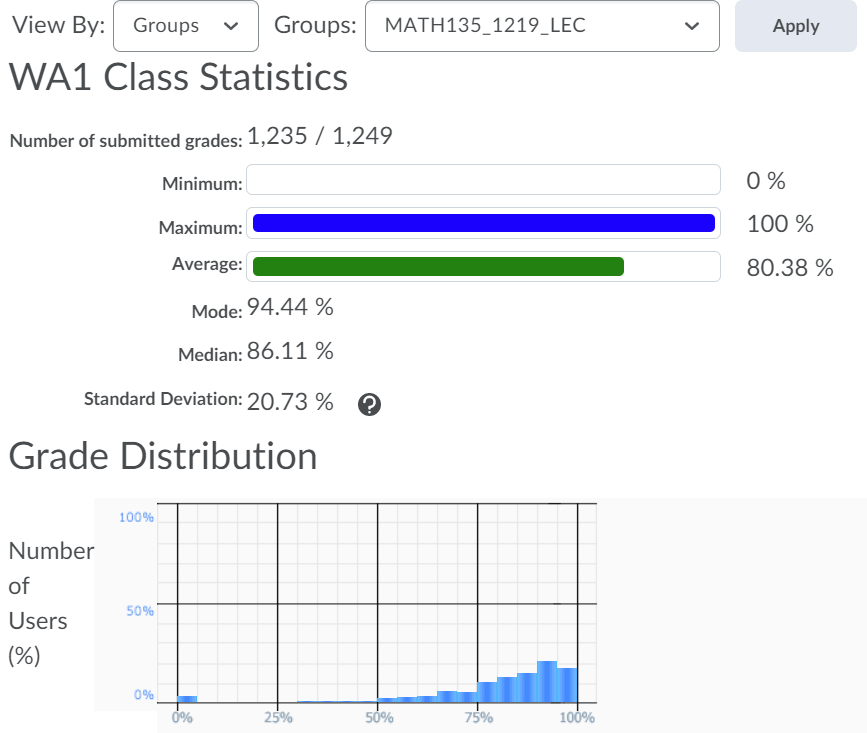 View By: Groups Groups: MATH135_1219_LEC Apply
WA1 Class Statistics
Number of submitted grades: 1,235 / 1,249
Minimum: 0 %
Maximum: 100 %
Average: 80.38 %
Mode: 94.44 %
Median: 86.11 %
Standard Deviation: 20.73 % ?
Grade Distribution
Number
of
Users
(%)
100%
50%
0%
0% 25% 50% 75% 100%